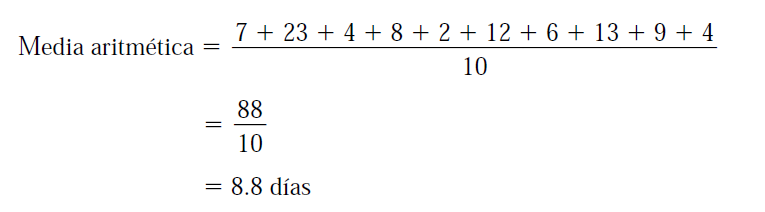 7 + 23 + 4 + 8 + 2 + 12 + 6 + 13 + 9 + 4
Media aritmética =
10
88
=
10
= 8.8 días